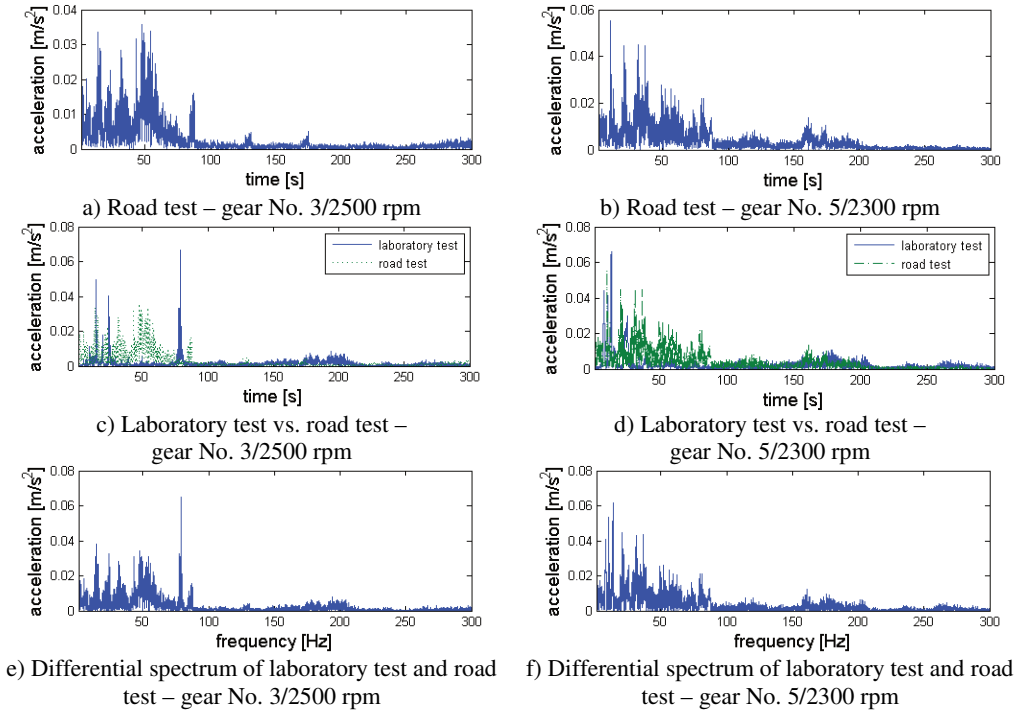 acceleration [m/s²]
0.04
0.03
0.02
0.01
0
50 100 150 200 250 300
time [s]
a) Road test – gear No. 3/2500 rpm
acceleration [m/s²]
0.06
0.04
0.02
0
50 100 150 200 250 300
time [s]
b) Road test – gear No. 5/2300 rpm
acceleration [m/s²]
0.08
0.06
0.04
0.02
0
50 100 150 200 250 300
time [s]
laboratory test
road test
c) Laboratory test vs. road test –
gear No. 3/2500 rpm
acceleration [m/s²]
0.08
0.06
0.04
0.02
0
50 100 150 200 250 300
time [s]
laboratory test
road test
d) Laboratory test vs. road test –
gear No. 5/2300 rpm
acceleration [m/s²]
0.08
0.06
0.04
0.02
0
50 100 150 200 250 300
frequency [Hz]
e) Differential spectrum of laboratory test and road
test – gear No. 3/2500 rpm
acceleration [m/s²]
0.08
0.06
0.04
0.02
0
50 100 150 200 250 300
frequency [Hz]
f) Differential spectrum of laboratory test and road
test – gear No. 5/2300 rpm